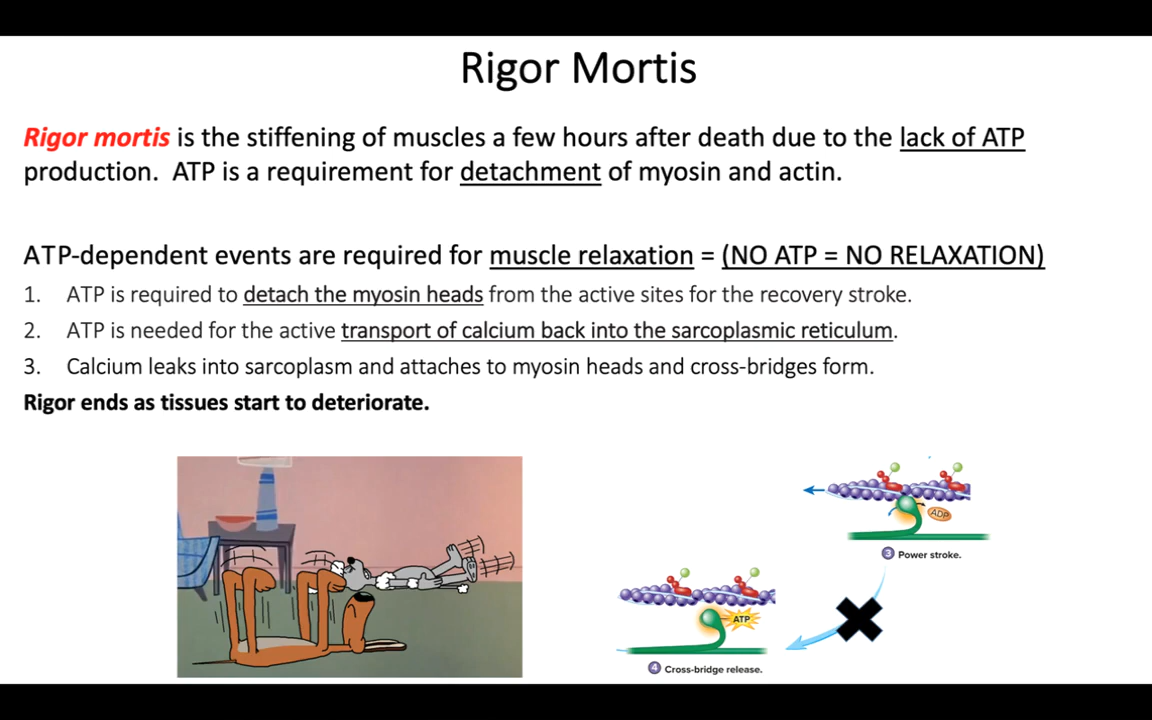 Rigor Mortis
Rigor mortis is the stiffening of muscles a few hours after death due to the lack of ATP
production. ATP is a requirement for detachment of myosin and actin.
ATP-dependent events are required for muscle relaxation = (NO ATP = NO RELAXATION)
1. ATP is required to detach the myosin heads from the active sites for the recovery stroke.
2. ATP is needed for the active transport of calcium back into the sarcoplasmic reticulum.
3. Calcium leaks into sarcoplasm and attaches to myosin heads and cross-bridges form.
Rigor ends as tissues start to deteriorate.
ADP
3 Power stroke.
ATP
4 Cross-bridge release.